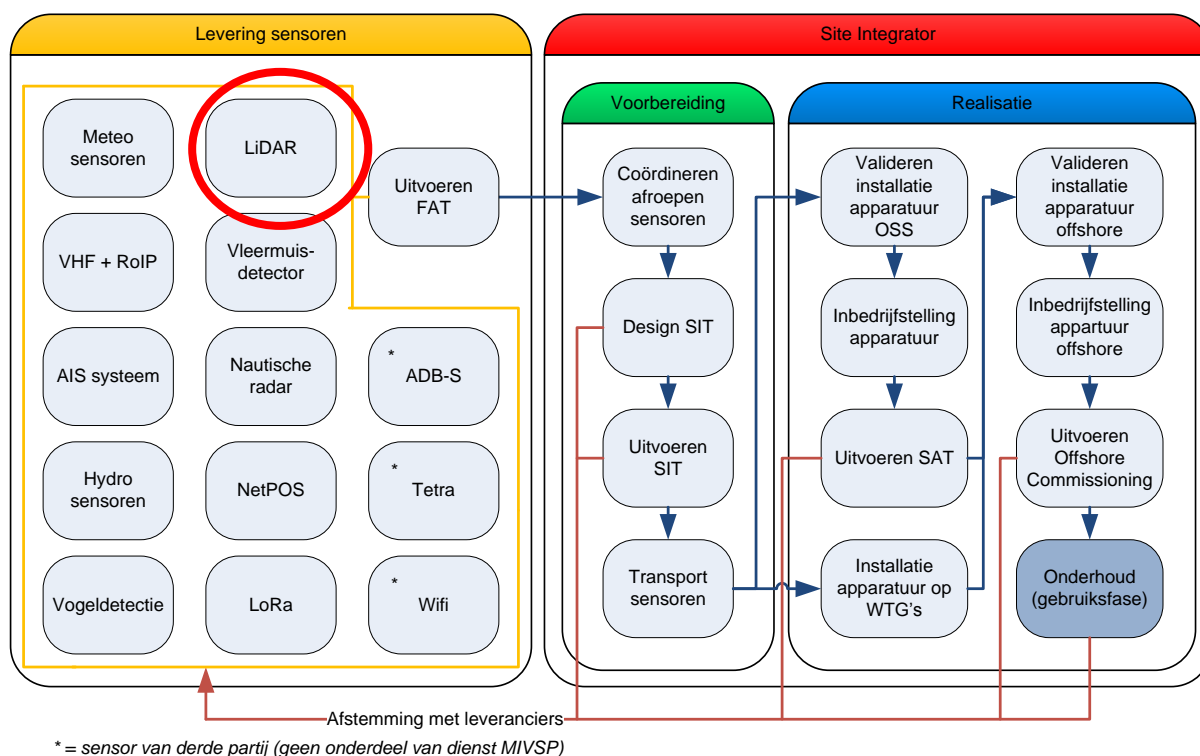 Levering sensoren
Meteo
sensoren
LiDAR
Uitvoeren
FAT
VHF + RoIP
Vleermuis-
detector
AIS systeem
Nautische
radar
*
ADB-S
Hydro
sensoren
NetPOS
*
Tetra
Vogeldetectie
LoRa
*
Wifi
Site Integrator
Voorbereiding
Coördineren
afroepen
sensoren
Design SIT
Uitvoeren
SIT
Transport
sensoren
Realisatie
Valideren
installatie
apparatuur
OSS
Inbedrijfstelling
apparatuur
Uitvoeren SAT
Installatie
apparatuur op
WTG's
Valideren
installatie
apparatuur
offshore
Inbedrijfstelling
appartuur
offshore
Uitvoeren
Offshore
Commissioning
Onderhoud
(gebruiksfase)
Afstemming met leveranciers
* = sensor van derde partij (geen onderdeel van dienst MIVSP)